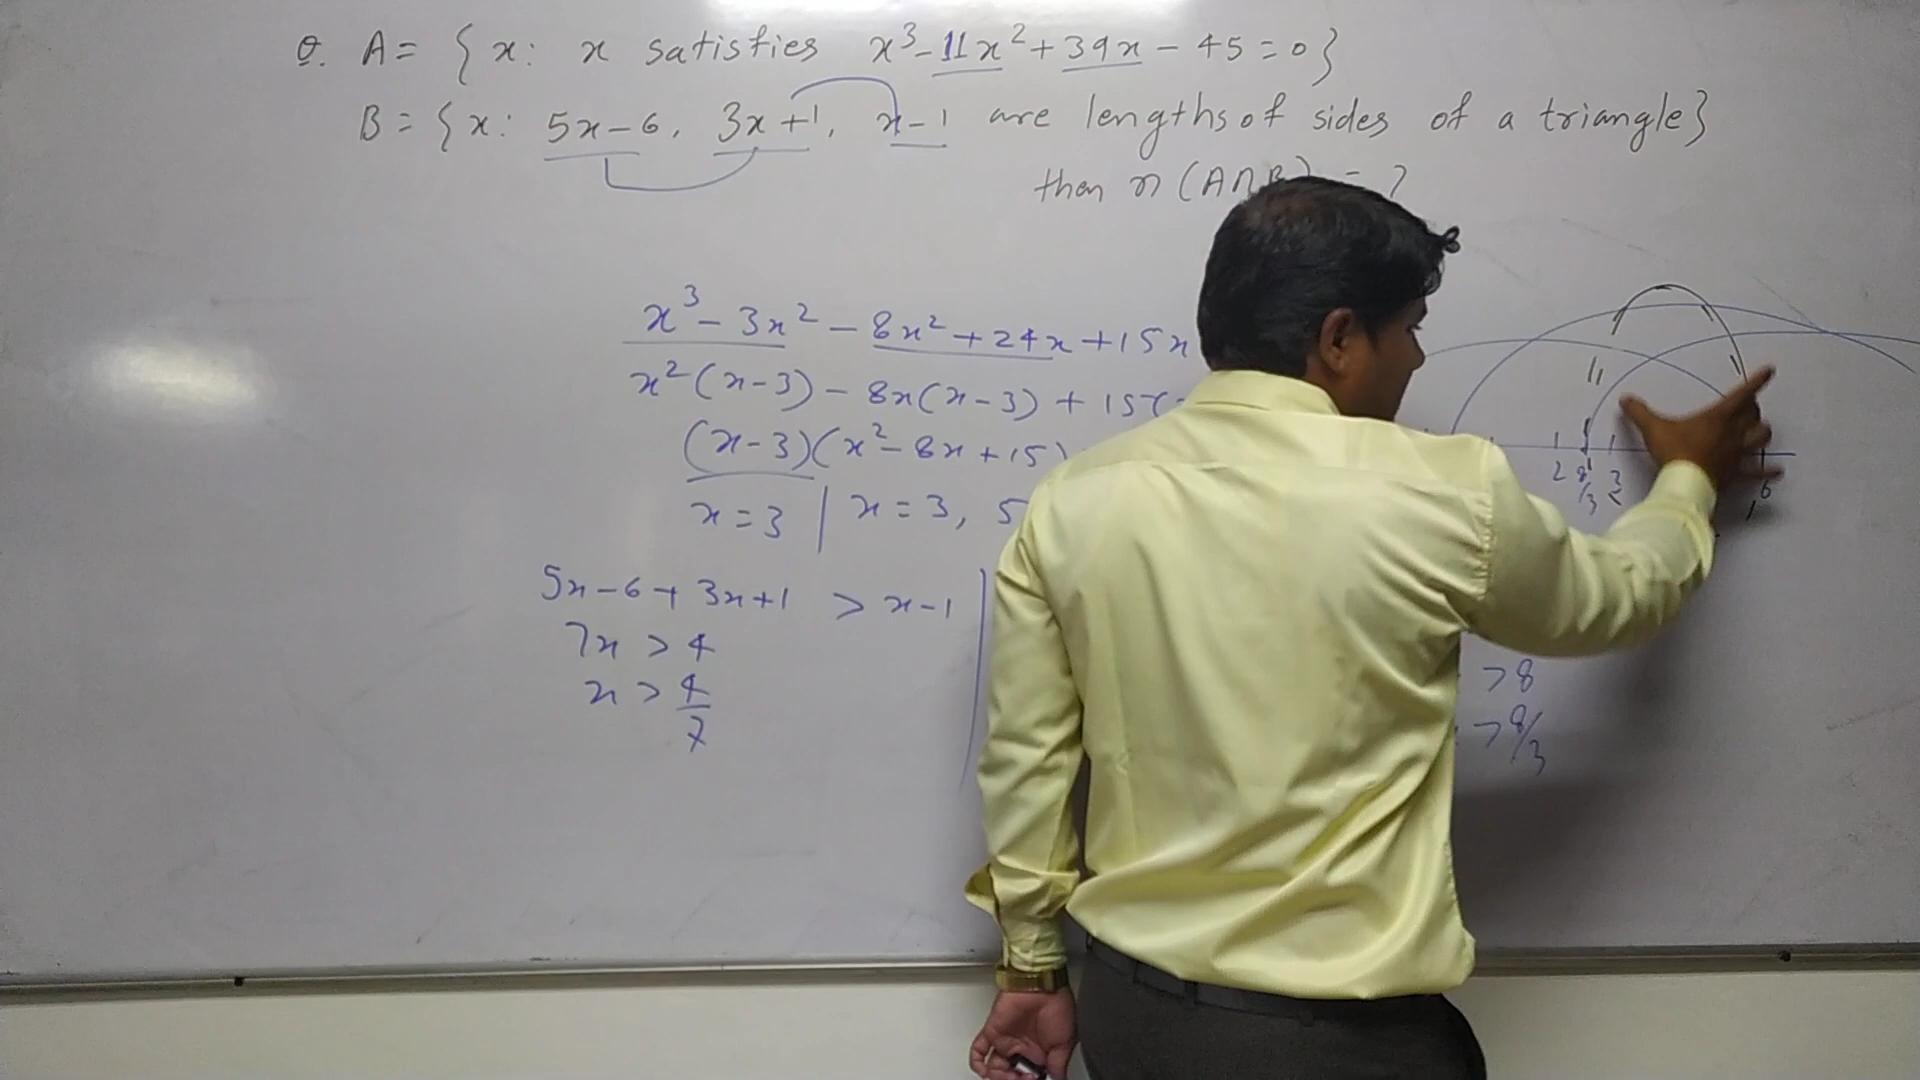 Q. A = { x : x satisfies x³ - 11x² + 39x - 45 = 0 }
B = { x : 5x-6, 3x+1, x-1 are lengths of sides of a triangle }
then n (A∩B) = ?
x³ - 3x² - 8x² + 24x + 15x
x²(x-3) - 8x(x-3) + 15(
(x-3)(x² - 8x + 15)
x = 3 | x = 3, 5
2 8/3 3 6
5x-6 + 3x+1 > x-1
7x > 4
> 8
x > 4/7
> 8/3